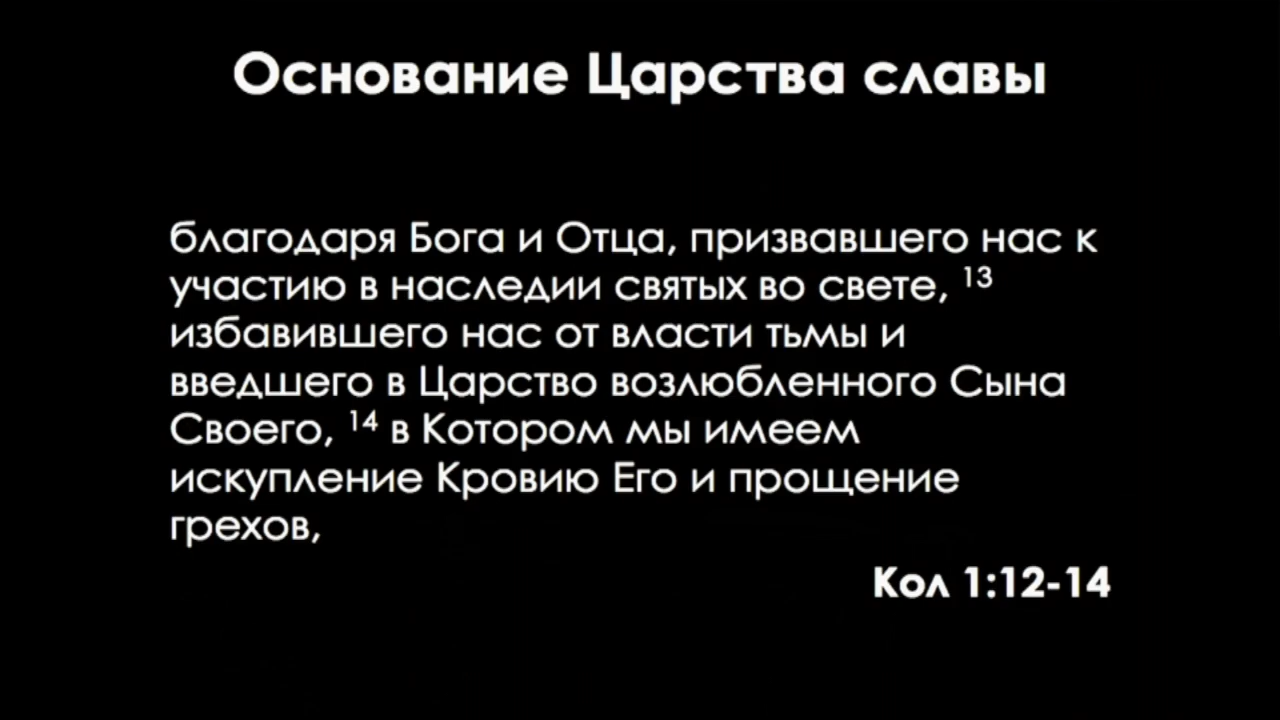 Основание Царства славы
благодаря Бога и Отца, призвавшего нас к
участию в наследии святых во свете, 13
избавившего нас от власти тьмы и
введшего в Царство возлюбленного Сына
Своего, 14 в Котором мы имеем
искупление Кровию Его и прощение
грехов,
Кол 1:12-14